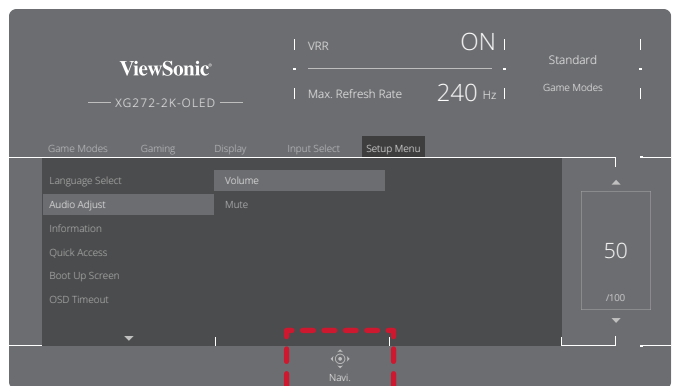 ViewSonic®
XG272-2K-OLED
VRR ON
Max. Refresh Rate 240 Hz
Standard
Game Modes
Game Modes Gaming Display Input Select Setup Menu
Language Select Volume
Audio Adjust Mute
Information
Quick Access
Boot Up Screen
OSD Timeout
50
/100
Navi.